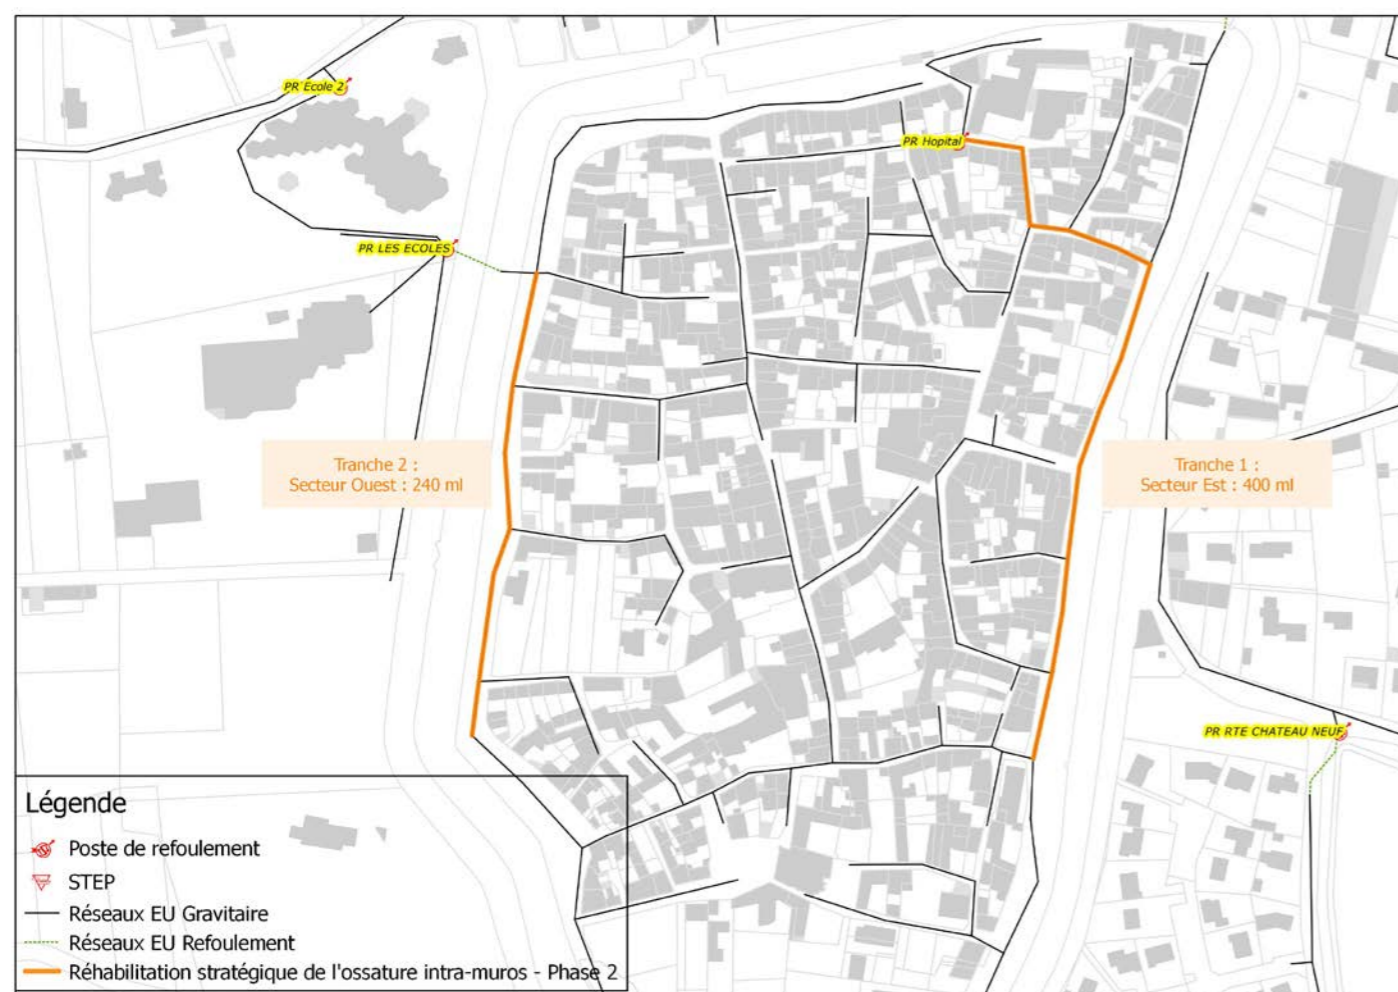 PR Ecole 2
PR Hopital
PR LES ECOLES
Tranche 2 :
Secteur Ouest : 240 ml
Tranche 1 :
Secteur Est : 400 ml
PR RTE CHATEAU NEUF
Légende
Poste de refoulement
STEP
Réseaux EU Gravitaire
Réseaux EU Refoulement
Réhabilitation stratégique de l'ossature intra-muros - Phase 2